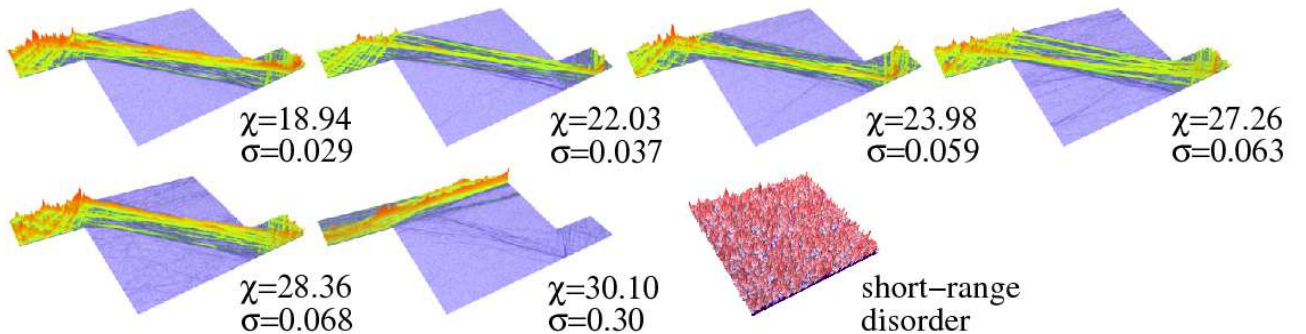 χ=18.94
σ=0.029
χ=22.03
σ=0.037
χ=23.98
σ=0.059
χ=27.26
σ=0.063
χ=28.36
σ=0.068
χ=30.10
σ=0.30
short−range
disorder